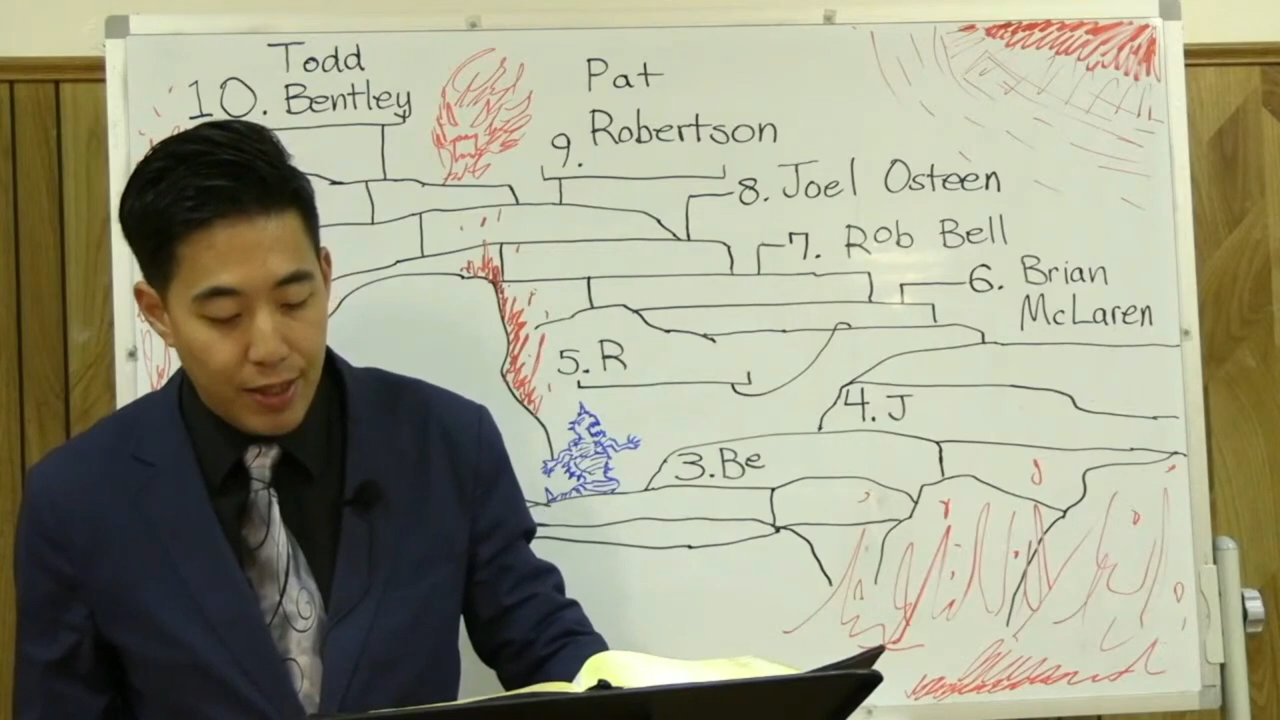 10. Todd
Bentley
9. Pat
Robertson
8. Joel Osteen
7. Rob Bell
6. Brian
McLaren
5. R
4. J
3. Be